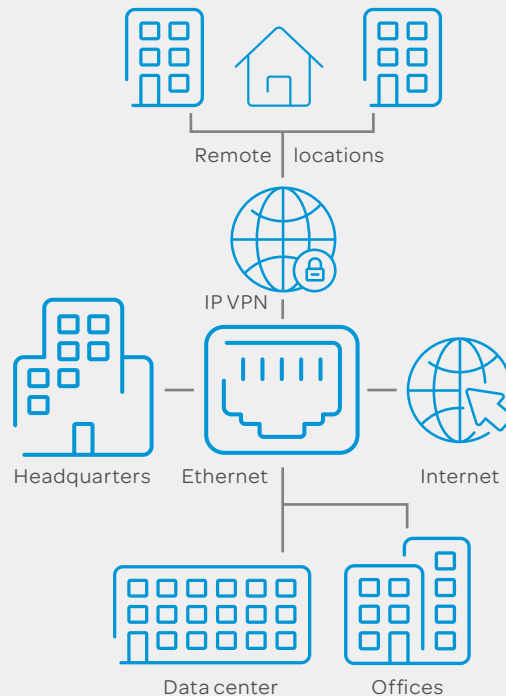 Remote locations
IP VPN
Headquarters Ethernet Internet
Data center Offices